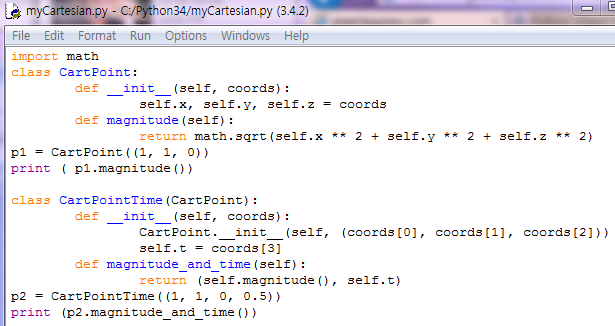 myCartesian.py - C:/Python34/myCartesian.py (3.4.2)
File Edit Format Run Options Windows Help
import math
class CartPoint:
        def __init__(self, coords):
                self.x, self.y, self.z = coords
        def magnitude(self):
                return math.sqrt(self.x ** 2 + self.y ** 2 + self.z ** 2)
p1 = CartPoint((1, 1, 0))
print ( p1.magnitude())

class CartPointTime(CartPoint):
        def __init__(self, coords):
                CartPoint.__init__(self, (coords[0], coords[1], coords[2]))
                self.t = coords[3]
        def magnitude_and_time(self):
                return (self.magnitude(), self.t)
p2 = CartPointTime((1, 1, 0, 0.5))
print (p2.magnitude_and_time())